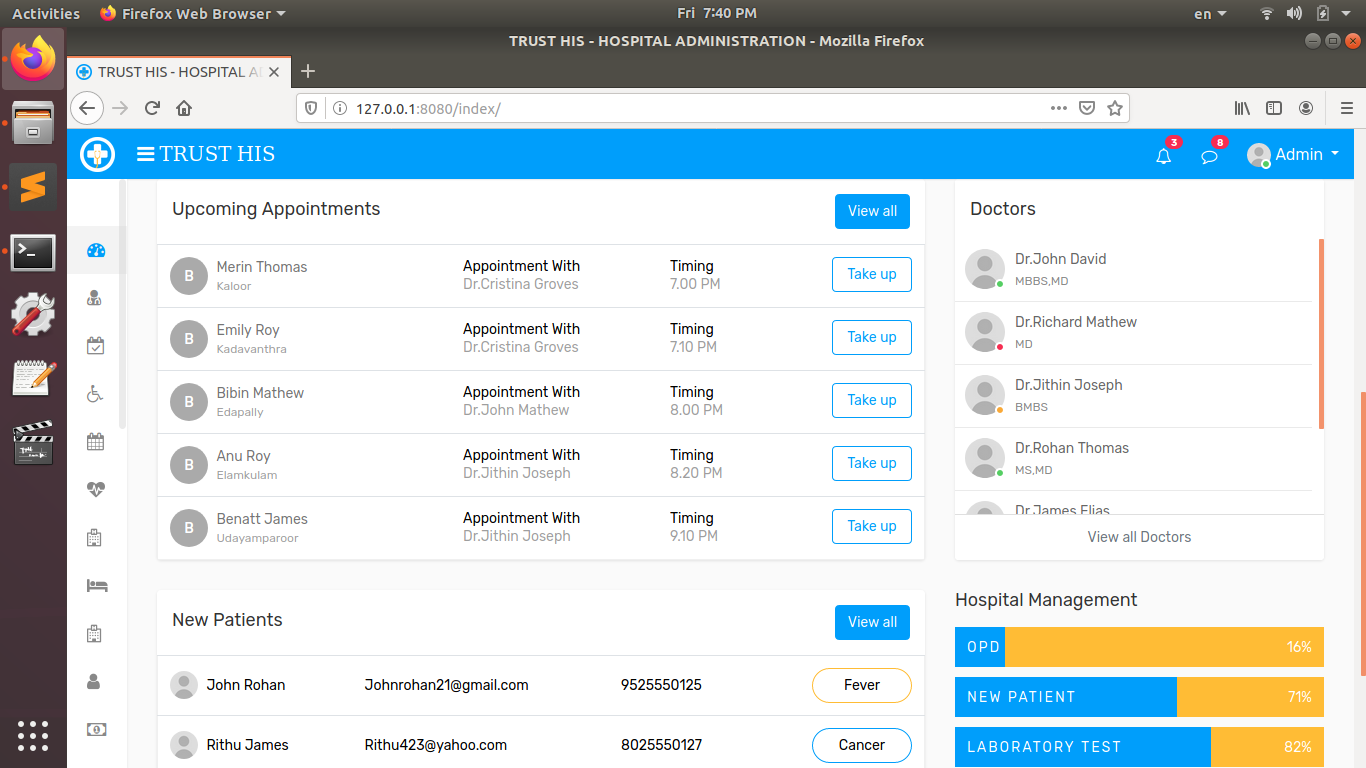 Activities Firefox Web Browser Fri 7:40 PM en
TRUST HIS - HOSPITAL ADMINISTRATION - Mozilla Firefox
TRUST HIS - HOSPITAL AD
127.0.0.1:8080/index/
TRUST HIS 3 8 Admin
Upcoming Appointments View all
B Merin Thomas Appointment With Timing Take up
Kaloor Dr.Cristina Groves 7.00 PM
B Emily Roy Appointment With Timing Take up
Kadavanthra Dr.Cristina Groves 7.10 PM
B Bibin Mathew Appointment With Timing Take up
Edapally Dr.John Mathew 8.00 PM
B Anu Roy Appointment With Timing Take up
Elamkulam Dr.Jithin Joseph 8.20 PM
B Benatt James Appointment With Timing Take up
Udayamparoor Dr.Jithin Joseph 9.10 PM
Doctors
Dr.John David
MBBS,MD
Dr.Richard Mathew
MD
Dr.Jithin Joseph
BMBS
Dr.Rohan Thomas
MS,MD
Dr.James Elias
View all Doctors
New Patients View all
John Rohan Johnrohan21@gmail.com 9525550125 Fever
Rithu James Rithu423@yahoo.com 8025550127 Cancer
Hospital Management
OPD 16%
NEW PATIENT 71%
LABORATORY TEST 82%